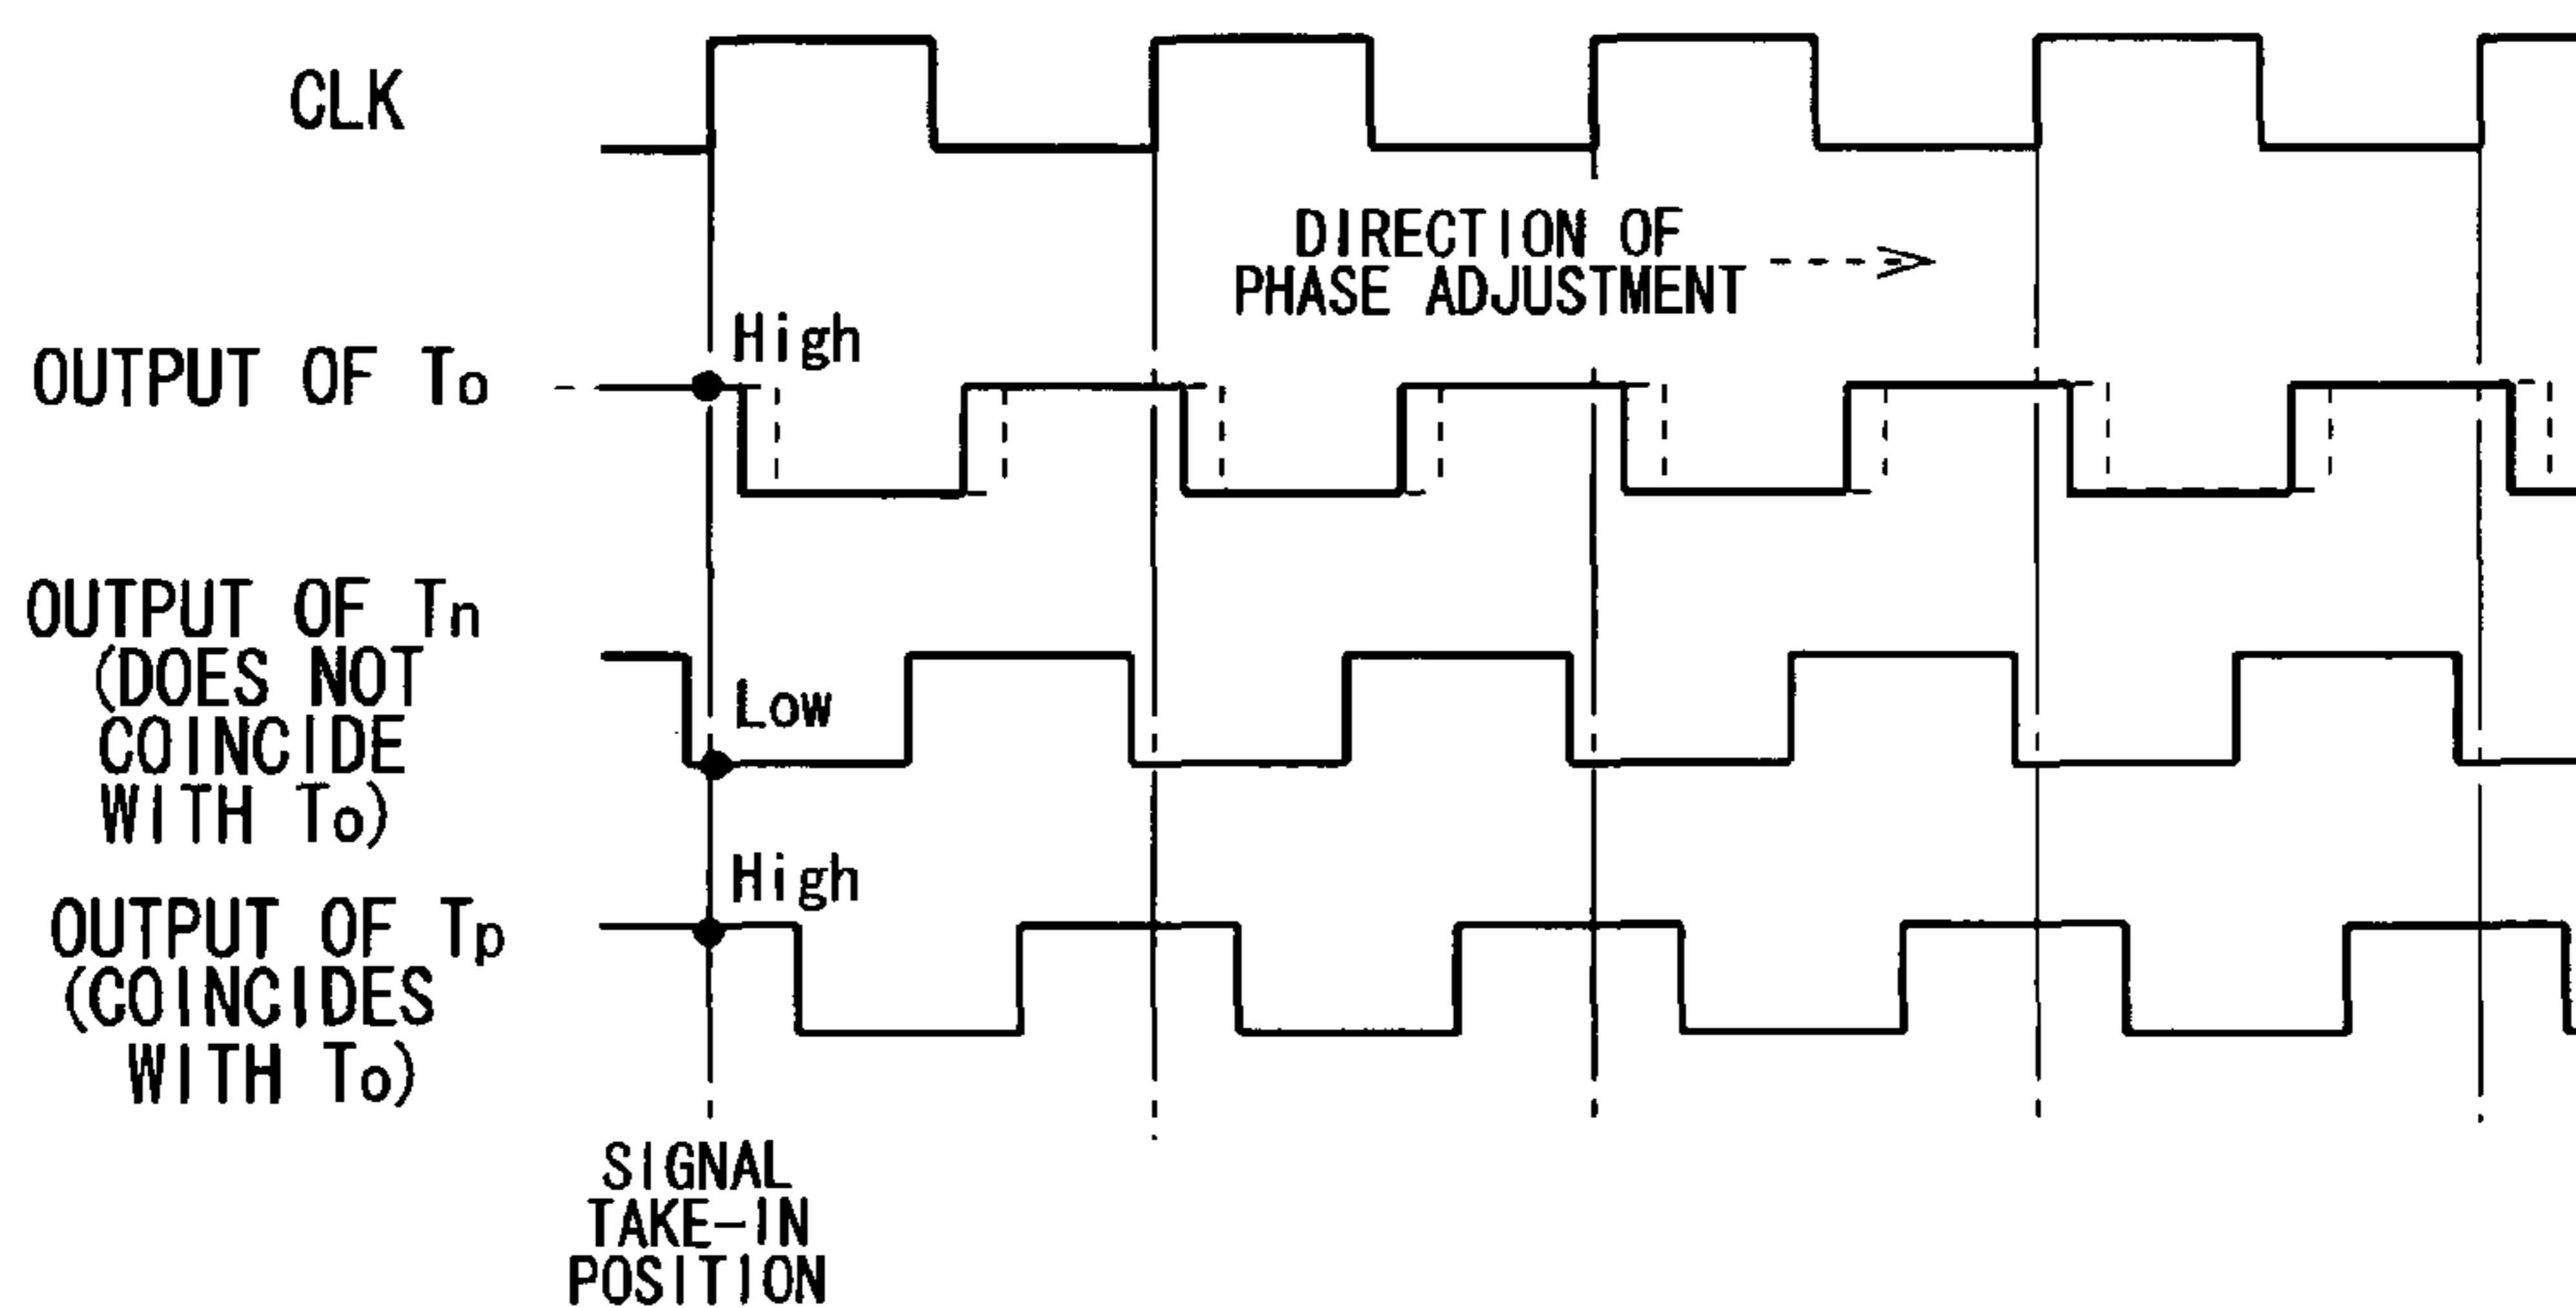 CLK
DIRECTION OF
PHASE ADJUSTMENT
High
OUTPUT OF To
OUTPUT OF Tn
(DOES NOT
COINCIDE
WITH To)
Low
High
OUTPUT OF Tp
(COINCIDES
WITH To)
SIGNAL
TAKE-IN
POSITION